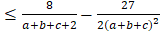 ≤ 8/(a+b+c+2) − 27/(2(a+b+c)²)